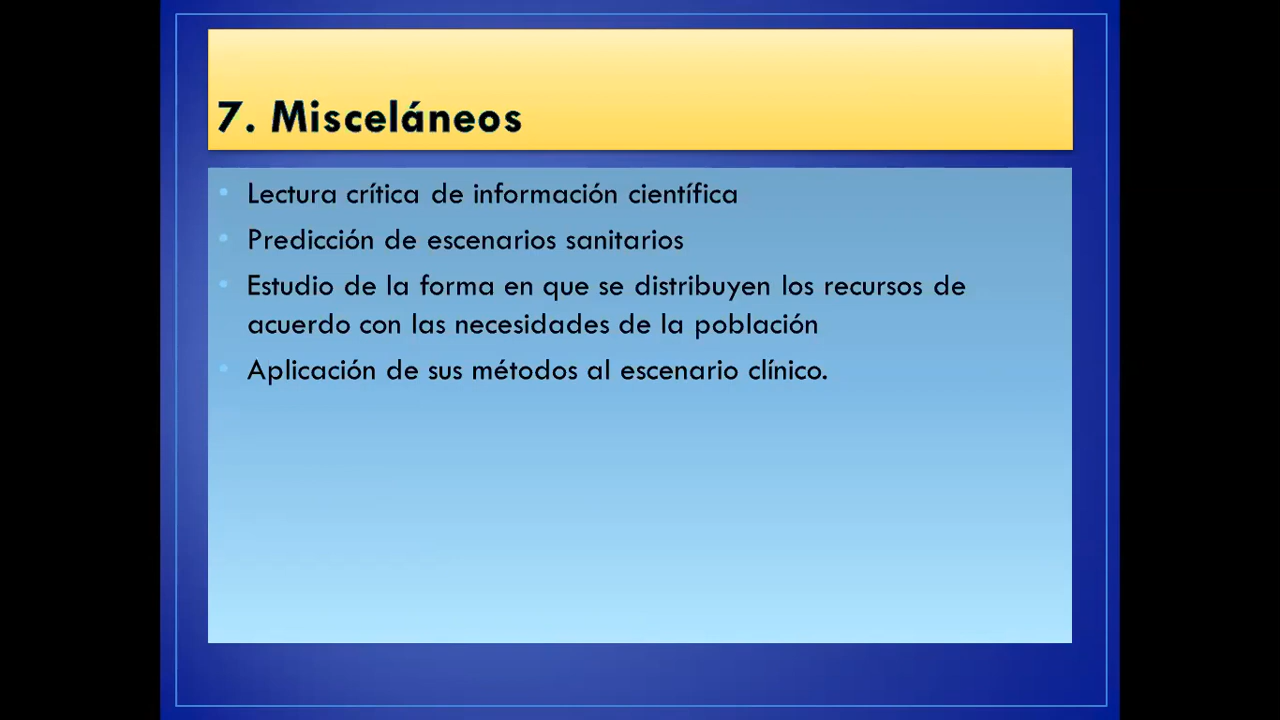 7. Misceláneos
• Lectura crítica de información científica
• Predicción de escenarios sanitarios
• Estudio de la forma en que se distribuyen los recursos de
acuerdo con las necesidades de la población
• Aplicación de sus métodos al escenario clínico.